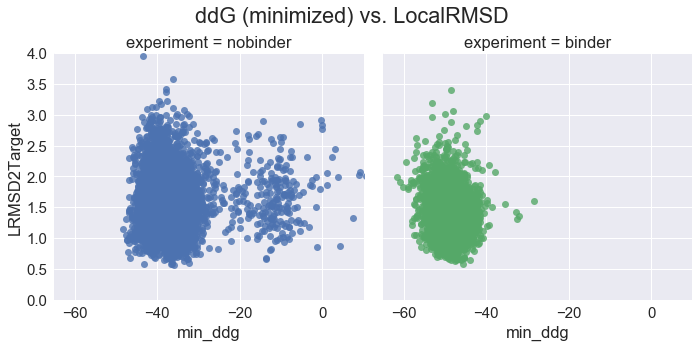 ddG (minimized) vs. LocalRMSD
experiment = nobinder
experiment = binder
LRMSD2Target
4.0
3.5
3.0
2.5
2.0
1.5
1.0
0.5
0.0
−60 −40 −20 0
−60 −40 −20 0
min_ddg
min_ddg